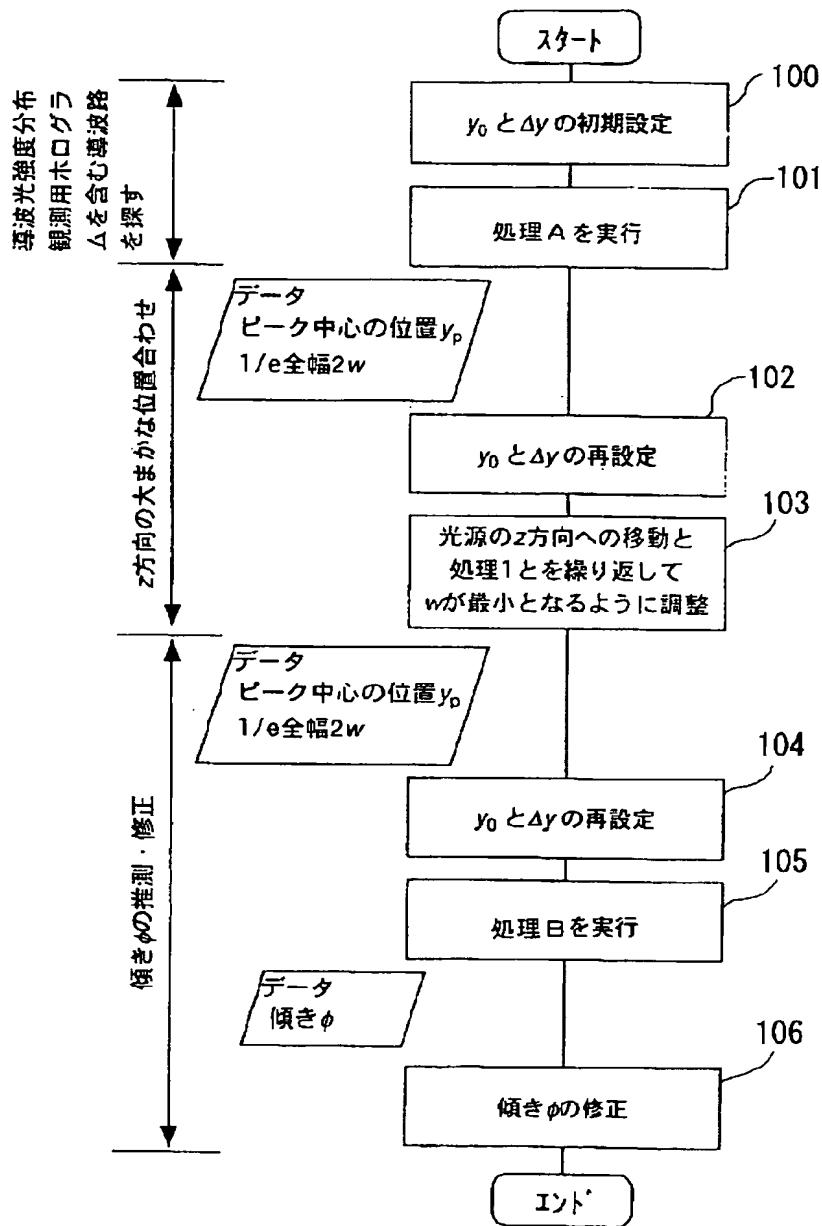 スタート
100
y₀ と Δy の初期設定
101
処理 A を実行
導波光強度分布
観測用ホログラ
ムを含む導波路
を探す
データ
ピーク中心の位置yₚ
1/e全幅2w
102
y₀ と Δy の再設定
103
光源のz方向への移動と
処理1とを繰り返して
wが最小となるように調整
z方向の大まかな位置合わせ
データ
ピーク中心の位置yₚ
1/e全幅2w
104
y₀ と Δy の再設定
105
処理 B を実行
データ
傾きφ
106
傾きφの修正
傾きφの推測・修正
エンド